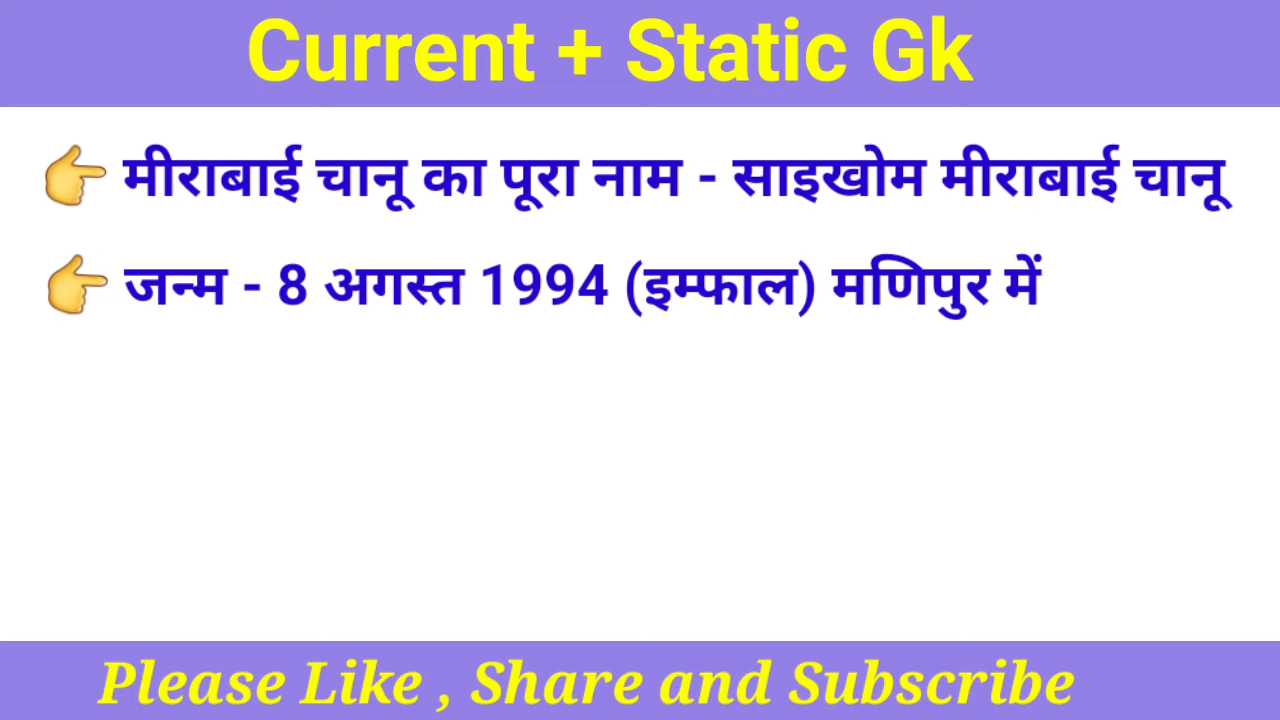 Current + Static Gk
👉 मीराबाई चानू का पूरा नाम - साइखोम मीराबाई चानू
👉 जन्म - 8 अगस्त 1994 (इम्फाल) मणिपुर में
Please Like , Share and Subscribe